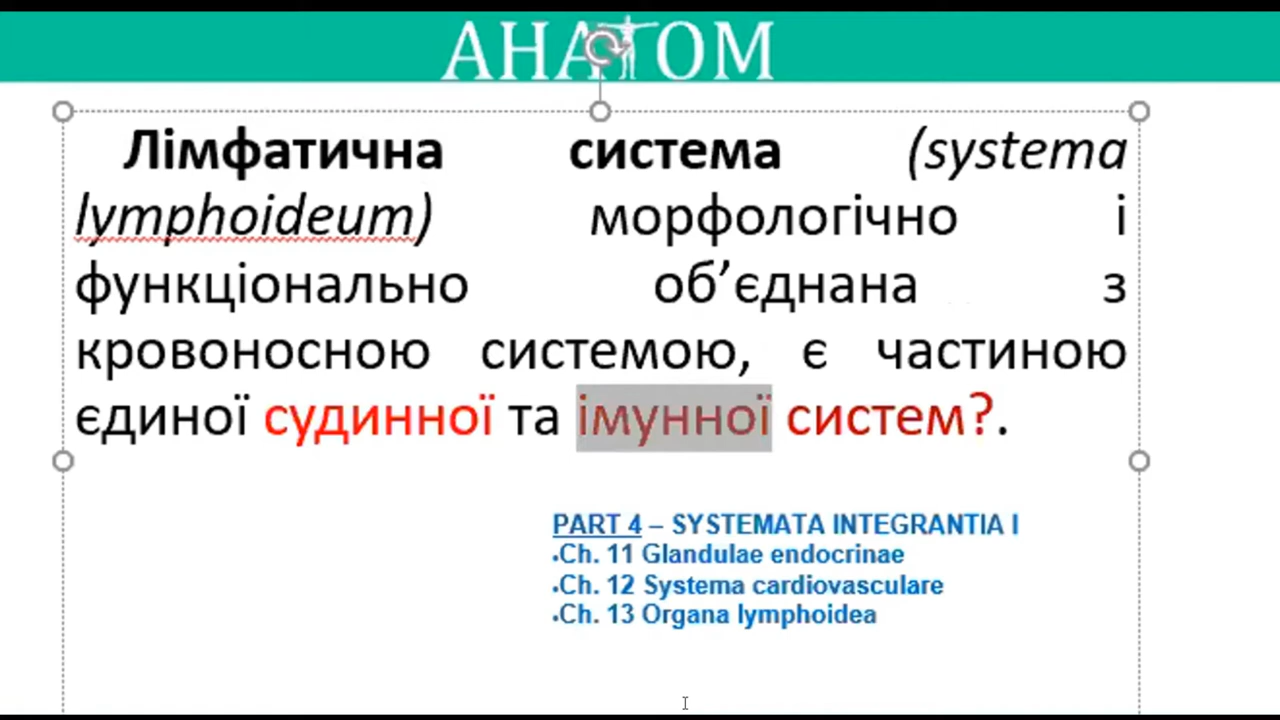 АНАТОМ
Лімфатична система (systema
lymphoideum) морфологічно і
функціонально об’єднана з
кровоносною системою, є частиною
єдиної судинної та імунної систем?.
PART 4 – SYSTEMATA INTEGRANTIA I
•Ch. 11 Glandulae endocrinae
•Ch. 12 Systema cardiovasculare
•Ch. 13 Organa lymphoidea